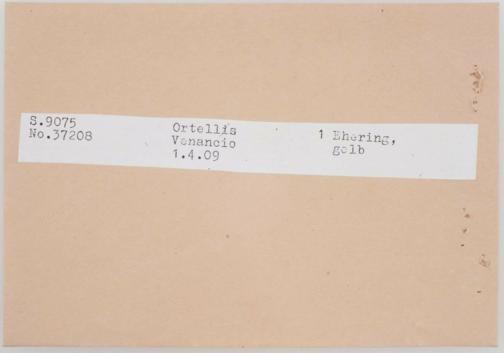 S.9075
No.37208
Ortellis
Venancio
1.4.09
1 Ehering,
gelb